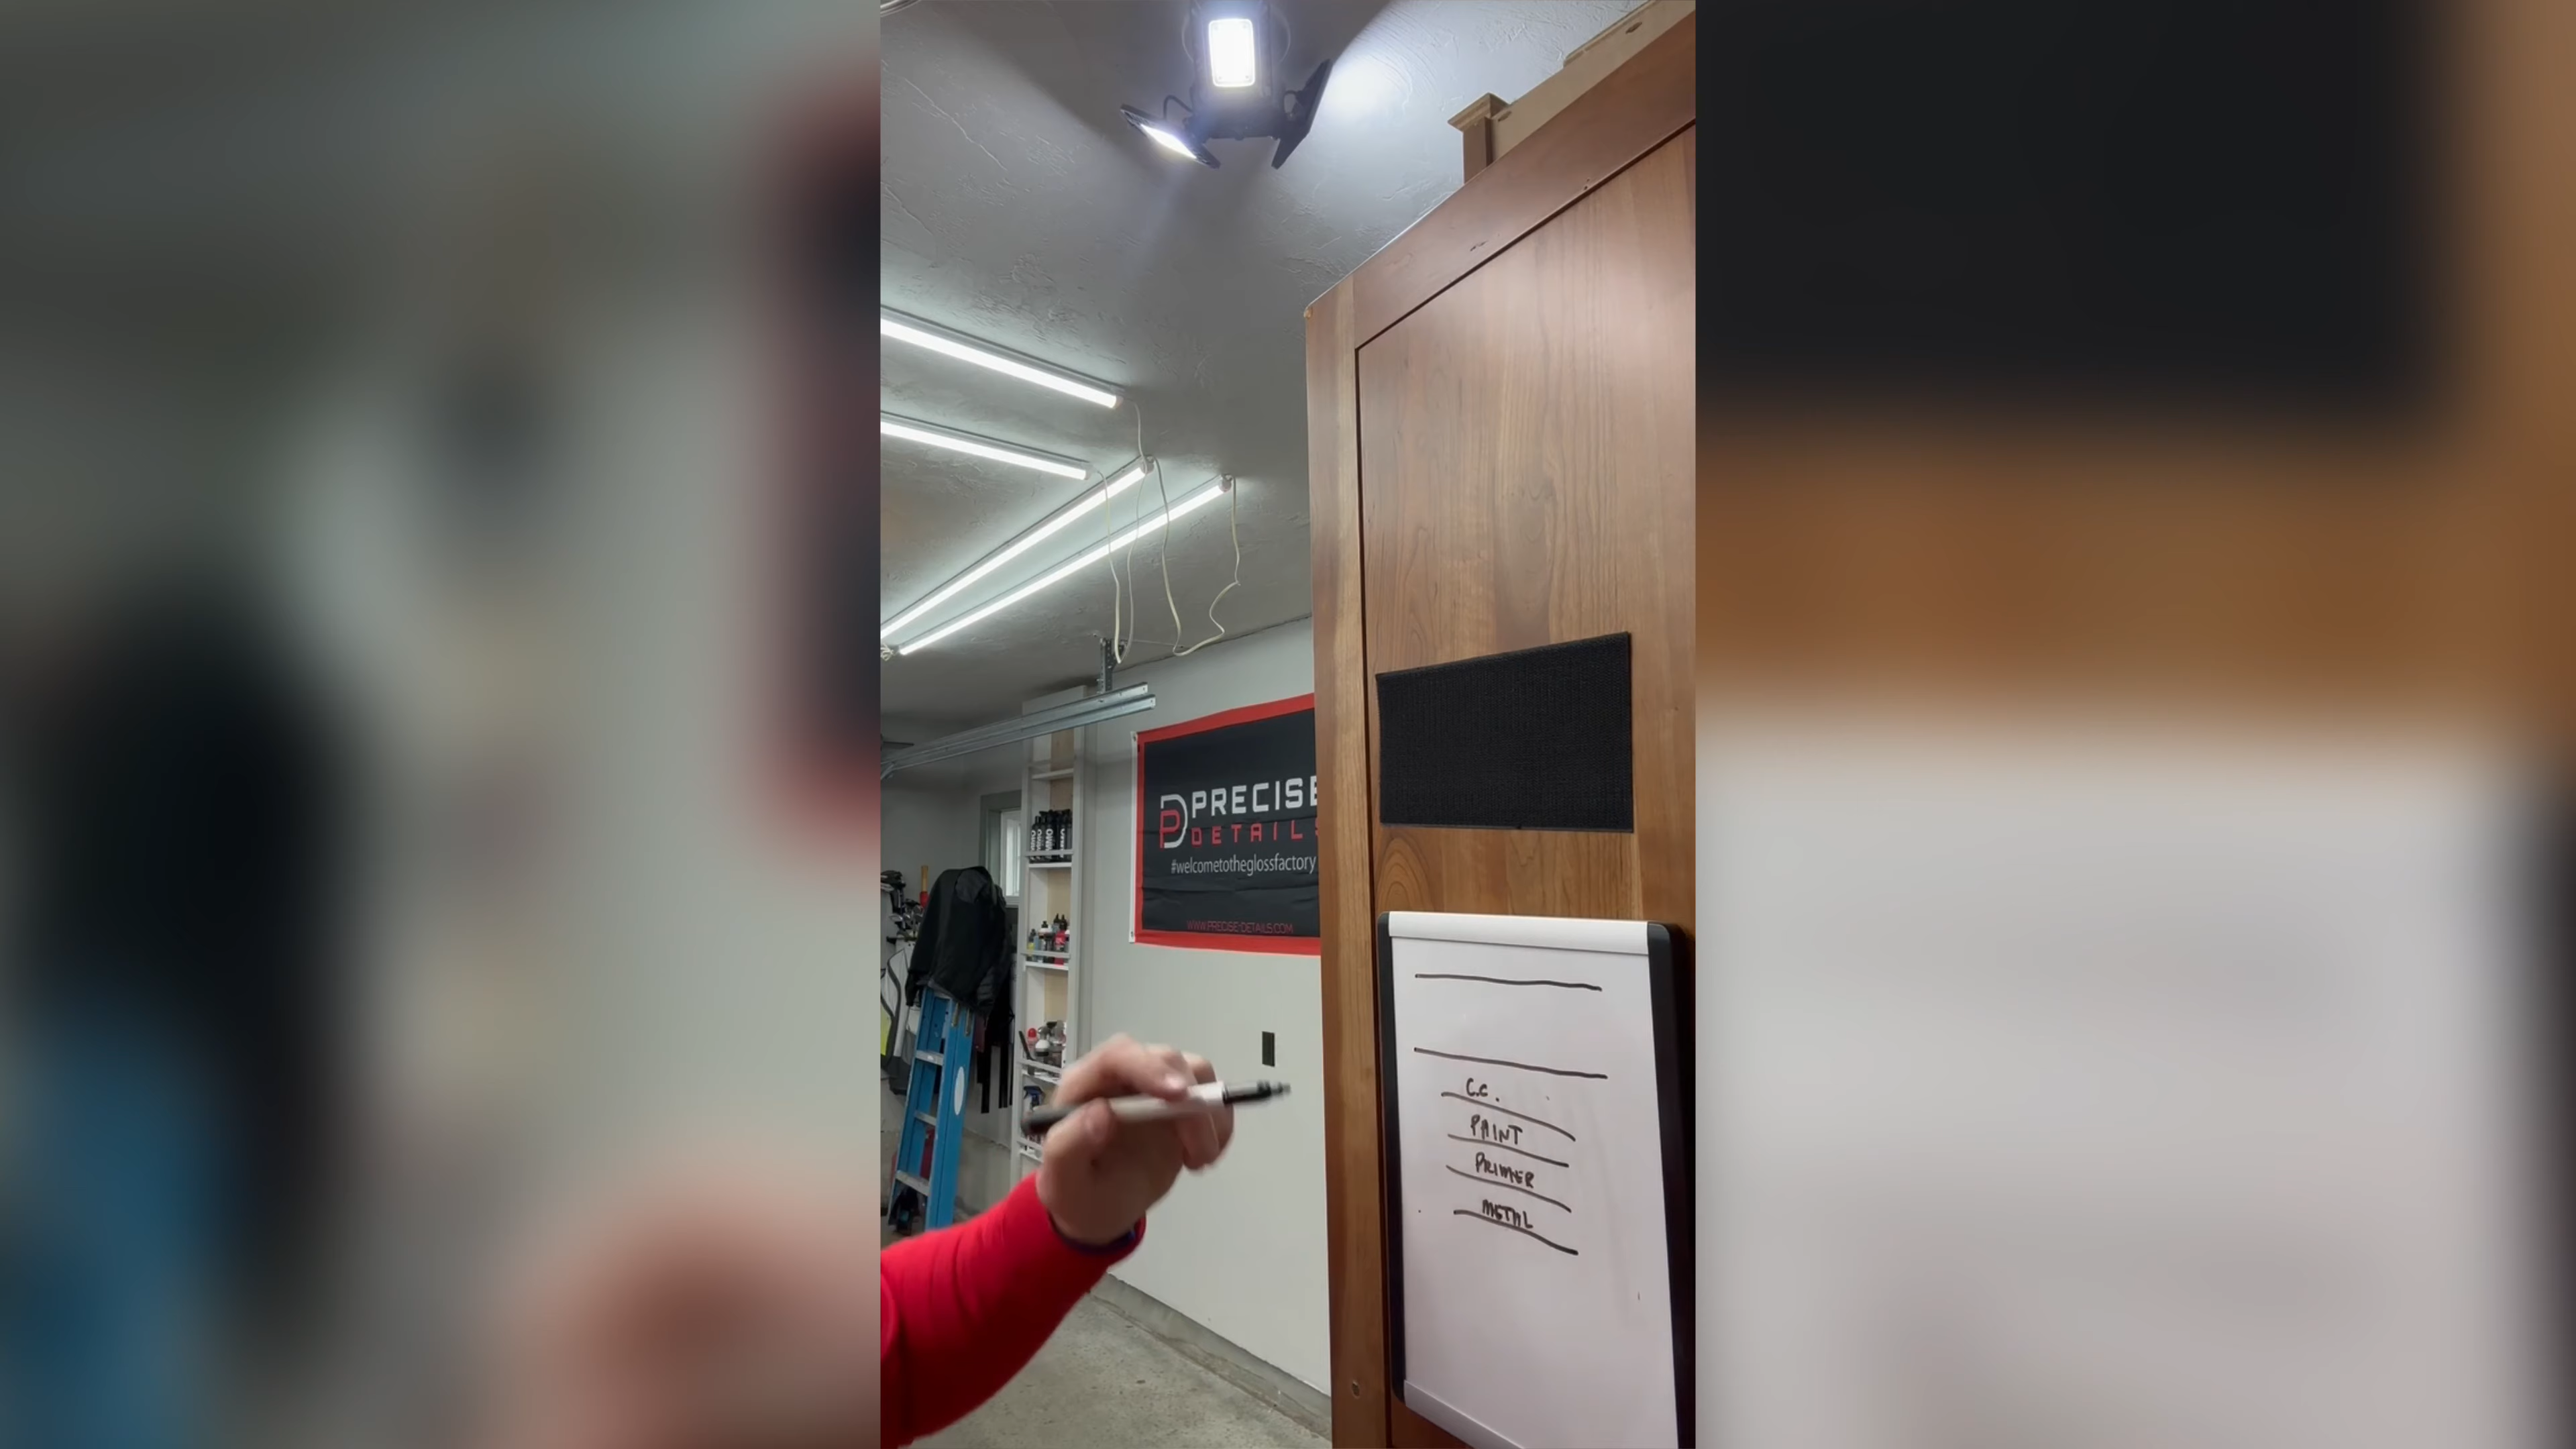 PRECISE
DETAILS
#welcometotheglossfactory
WWW.PRECISE-DETAILS.COM
C.C.
PAINT
PRIMER
METAL